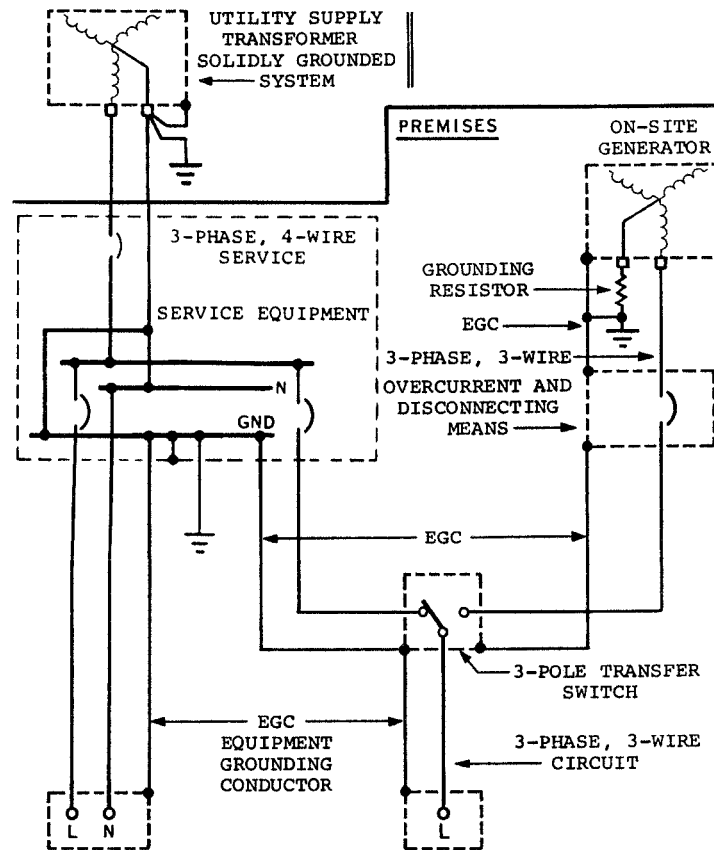 UTILITY SUPPLY
TRANSFORMER
SOLIDLY GROUNDED
SYSTEM
PREMISES
ON-SITE
GENERATOR
3-PHASE, 4-WIRE
SERVICE
GROUNDING
RESISTOR
SERVICE EQUIPMENT
EGC
3-PHASE, 3-WIRE
N
OVERCURRENT AND
DISCONNECTING
MEANS
GND
EGC
3-POLE TRANSFER
SWITCH
EGC
EQUIPMENT
GROUNDING
CONDUCTOR
3-PHASE, 3-WIRE
CIRCUIT
L N
L